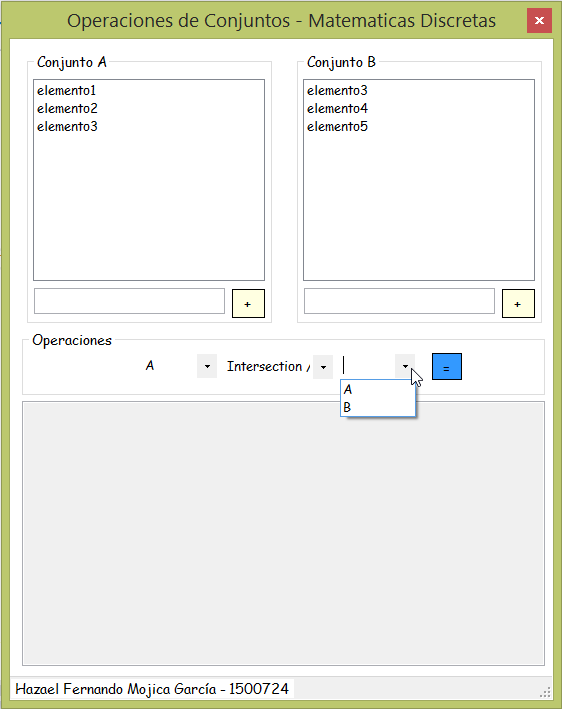 Operaciones de Conjuntos - Matematicas Discretas
Conjunto A
elemento1
elemento2
elemento3
+
Conjunto B
elemento3
elemento4
elemento5
+
Operaciones
A Intersection / =
A
B
Hazael Fernando Mojica García - 1500724